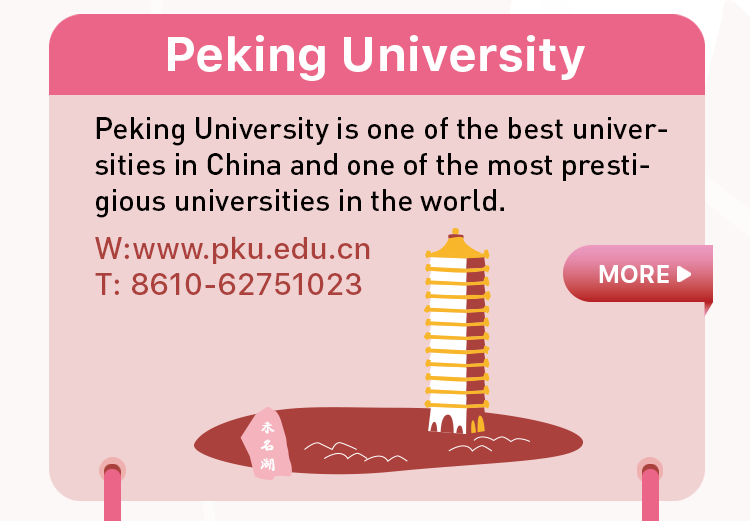 Peking University
Peking University is one of the best univer-
sities in China and one of the most presti-
gious universities in the world.
W:www.pku.edu.cn
T: 8610-62751023
MORE
未名湖